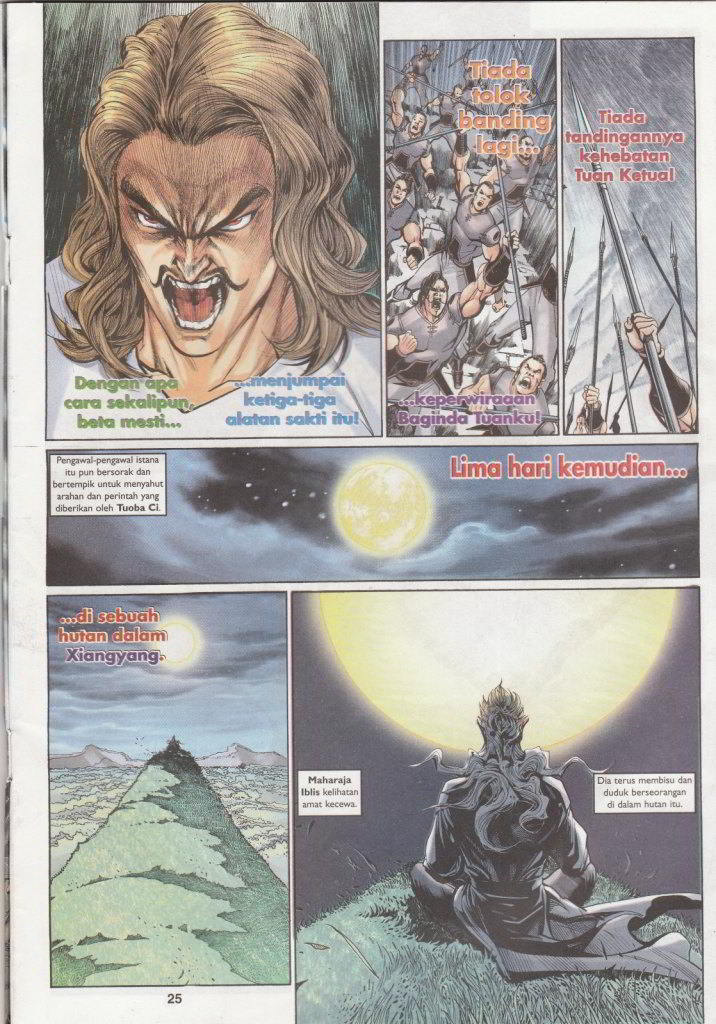 Dengan apa
cara sekalipun,
beta mesti...
...menjumpai
ketiga-tiga
alatan sakti itu!
Tiada
tolok
banding
lagi...
...keperwiraan
Baginda Tuanku!
Tiada
tandingannya
kehebatan
Tuan Ketua!
Pengawal-pengawal istana
itu pun bersorak dan
bertempik untuk menyahut
arahan dan perintah yang
diberikan oleh Tuoba Ci.
Lima hari kemudian...
...di sebuah
hutan dalam
Xiangyang.
Maharaja
Iblis kelihatan
amat kecewa.
Dia terus membisu dan
duduk berseorangan
di dalam hutan itu.
25